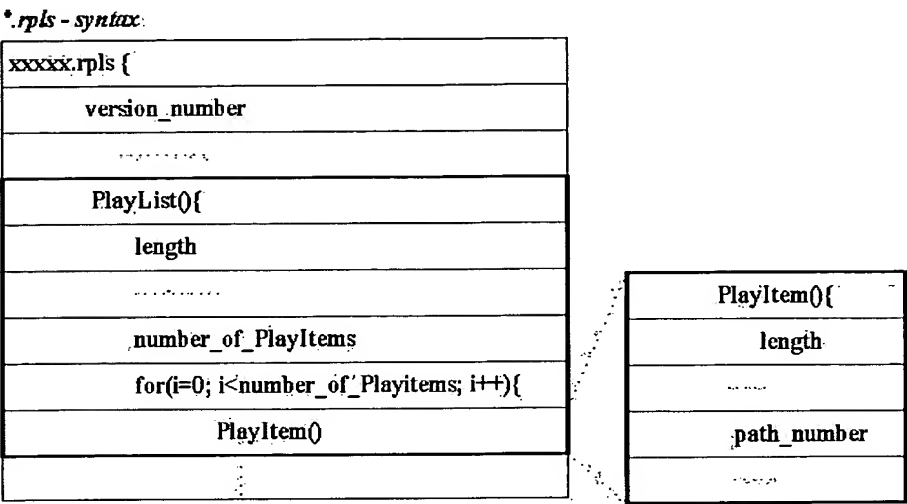 *.rpls - syntax
xxxxx.rpls {
version_number
..........
PlayList(){
length
..........
number_of_PlayItems
for(i=0; i<number_of_Playitems; i++){
PlayItem()
PlayItem(){
length
......
path_number
......